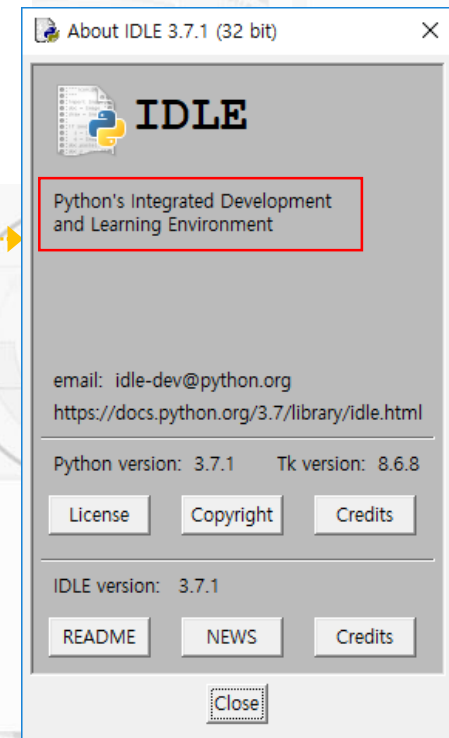 About IDLE 3.7.1 (32 bit)
IDLE
Python's Integrated Development
and Learning Environment
email: idle-dev@python.org
https://docs.python.org/3.7/library/idle.html
Python version: 3.7.1 Tk version: 8.6.8
License Copyright Credits
IDLE version: 3.7.1
README NEWS Credits
Close